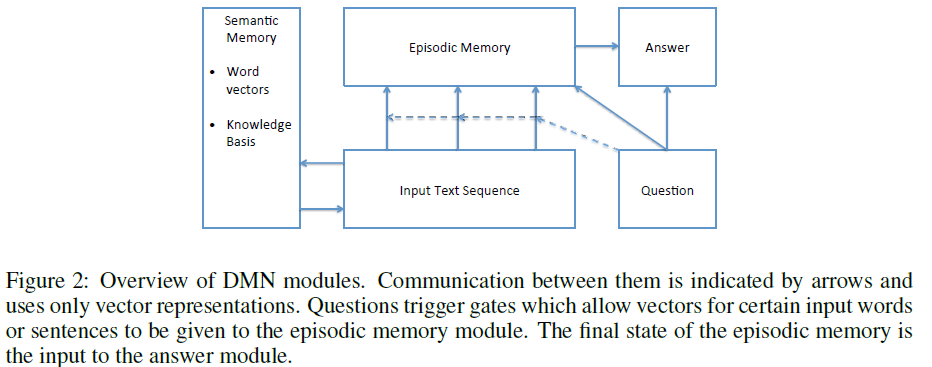 Semantic
Memory
• Word
vectors
• Knowledge
Basis
Episodic Memory
Answer
Input Text Sequence
Question
Figure 2: Overview of DMN modules. Communication between them is indicated by arrows and
uses only vector representations. Questions trigger gates which allow vectors for certain input words
or sentences to be given to the episodic memory module. The final state of the episodic memory is
the input to the answer module.